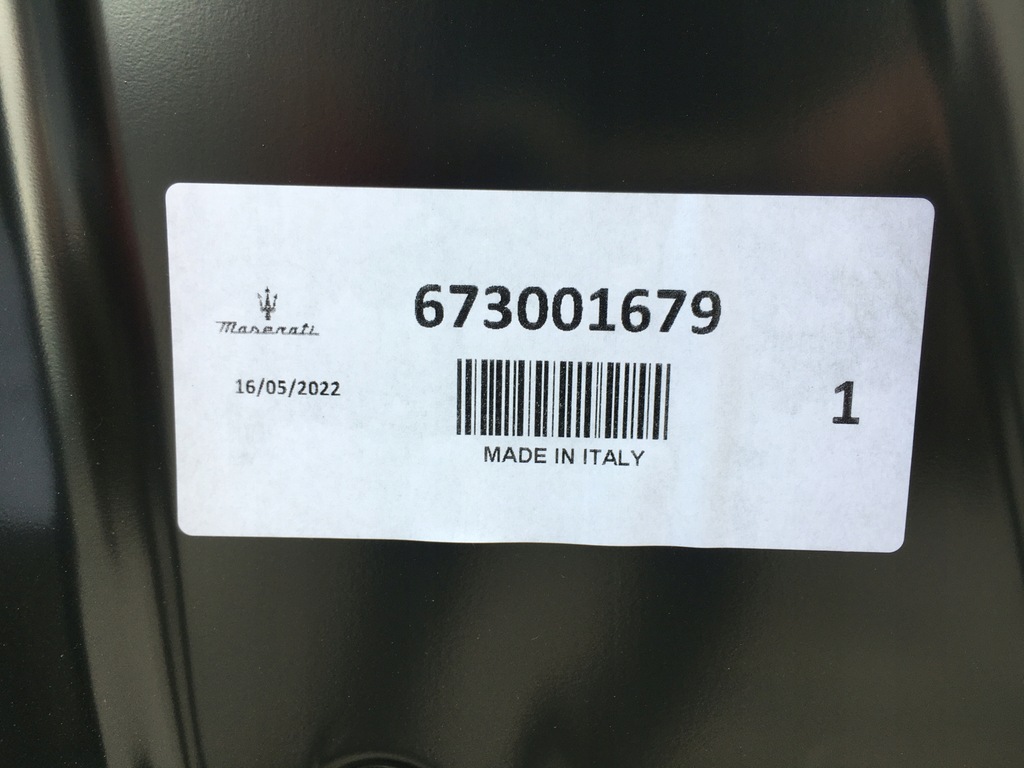 673001679
Maserati
16/05/2022
1
MADE IN ITALY